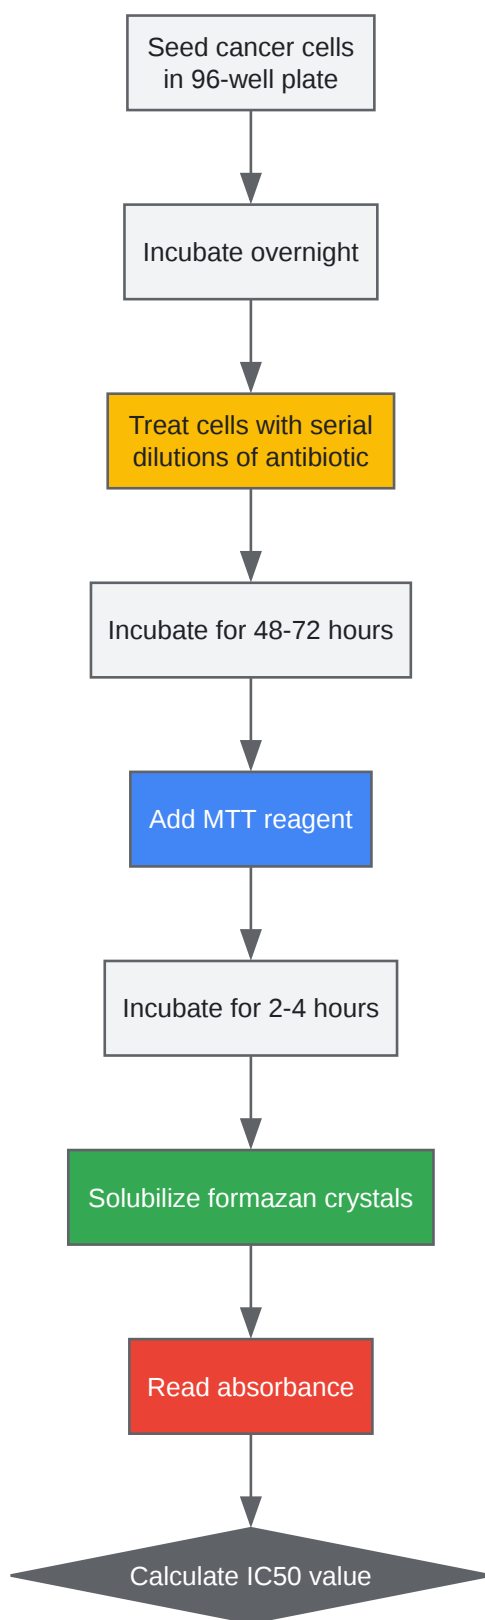 Seed cancer cells
in 96-well plate
Incubate overnight
Treat cells with serial
dilutions of antibiotic
Incubate for 48-72 hours
Add MTT reagent
Incubate for 2-4 hours
Solubilize formazan crystals
Read absorbance
Calculate IC50 value